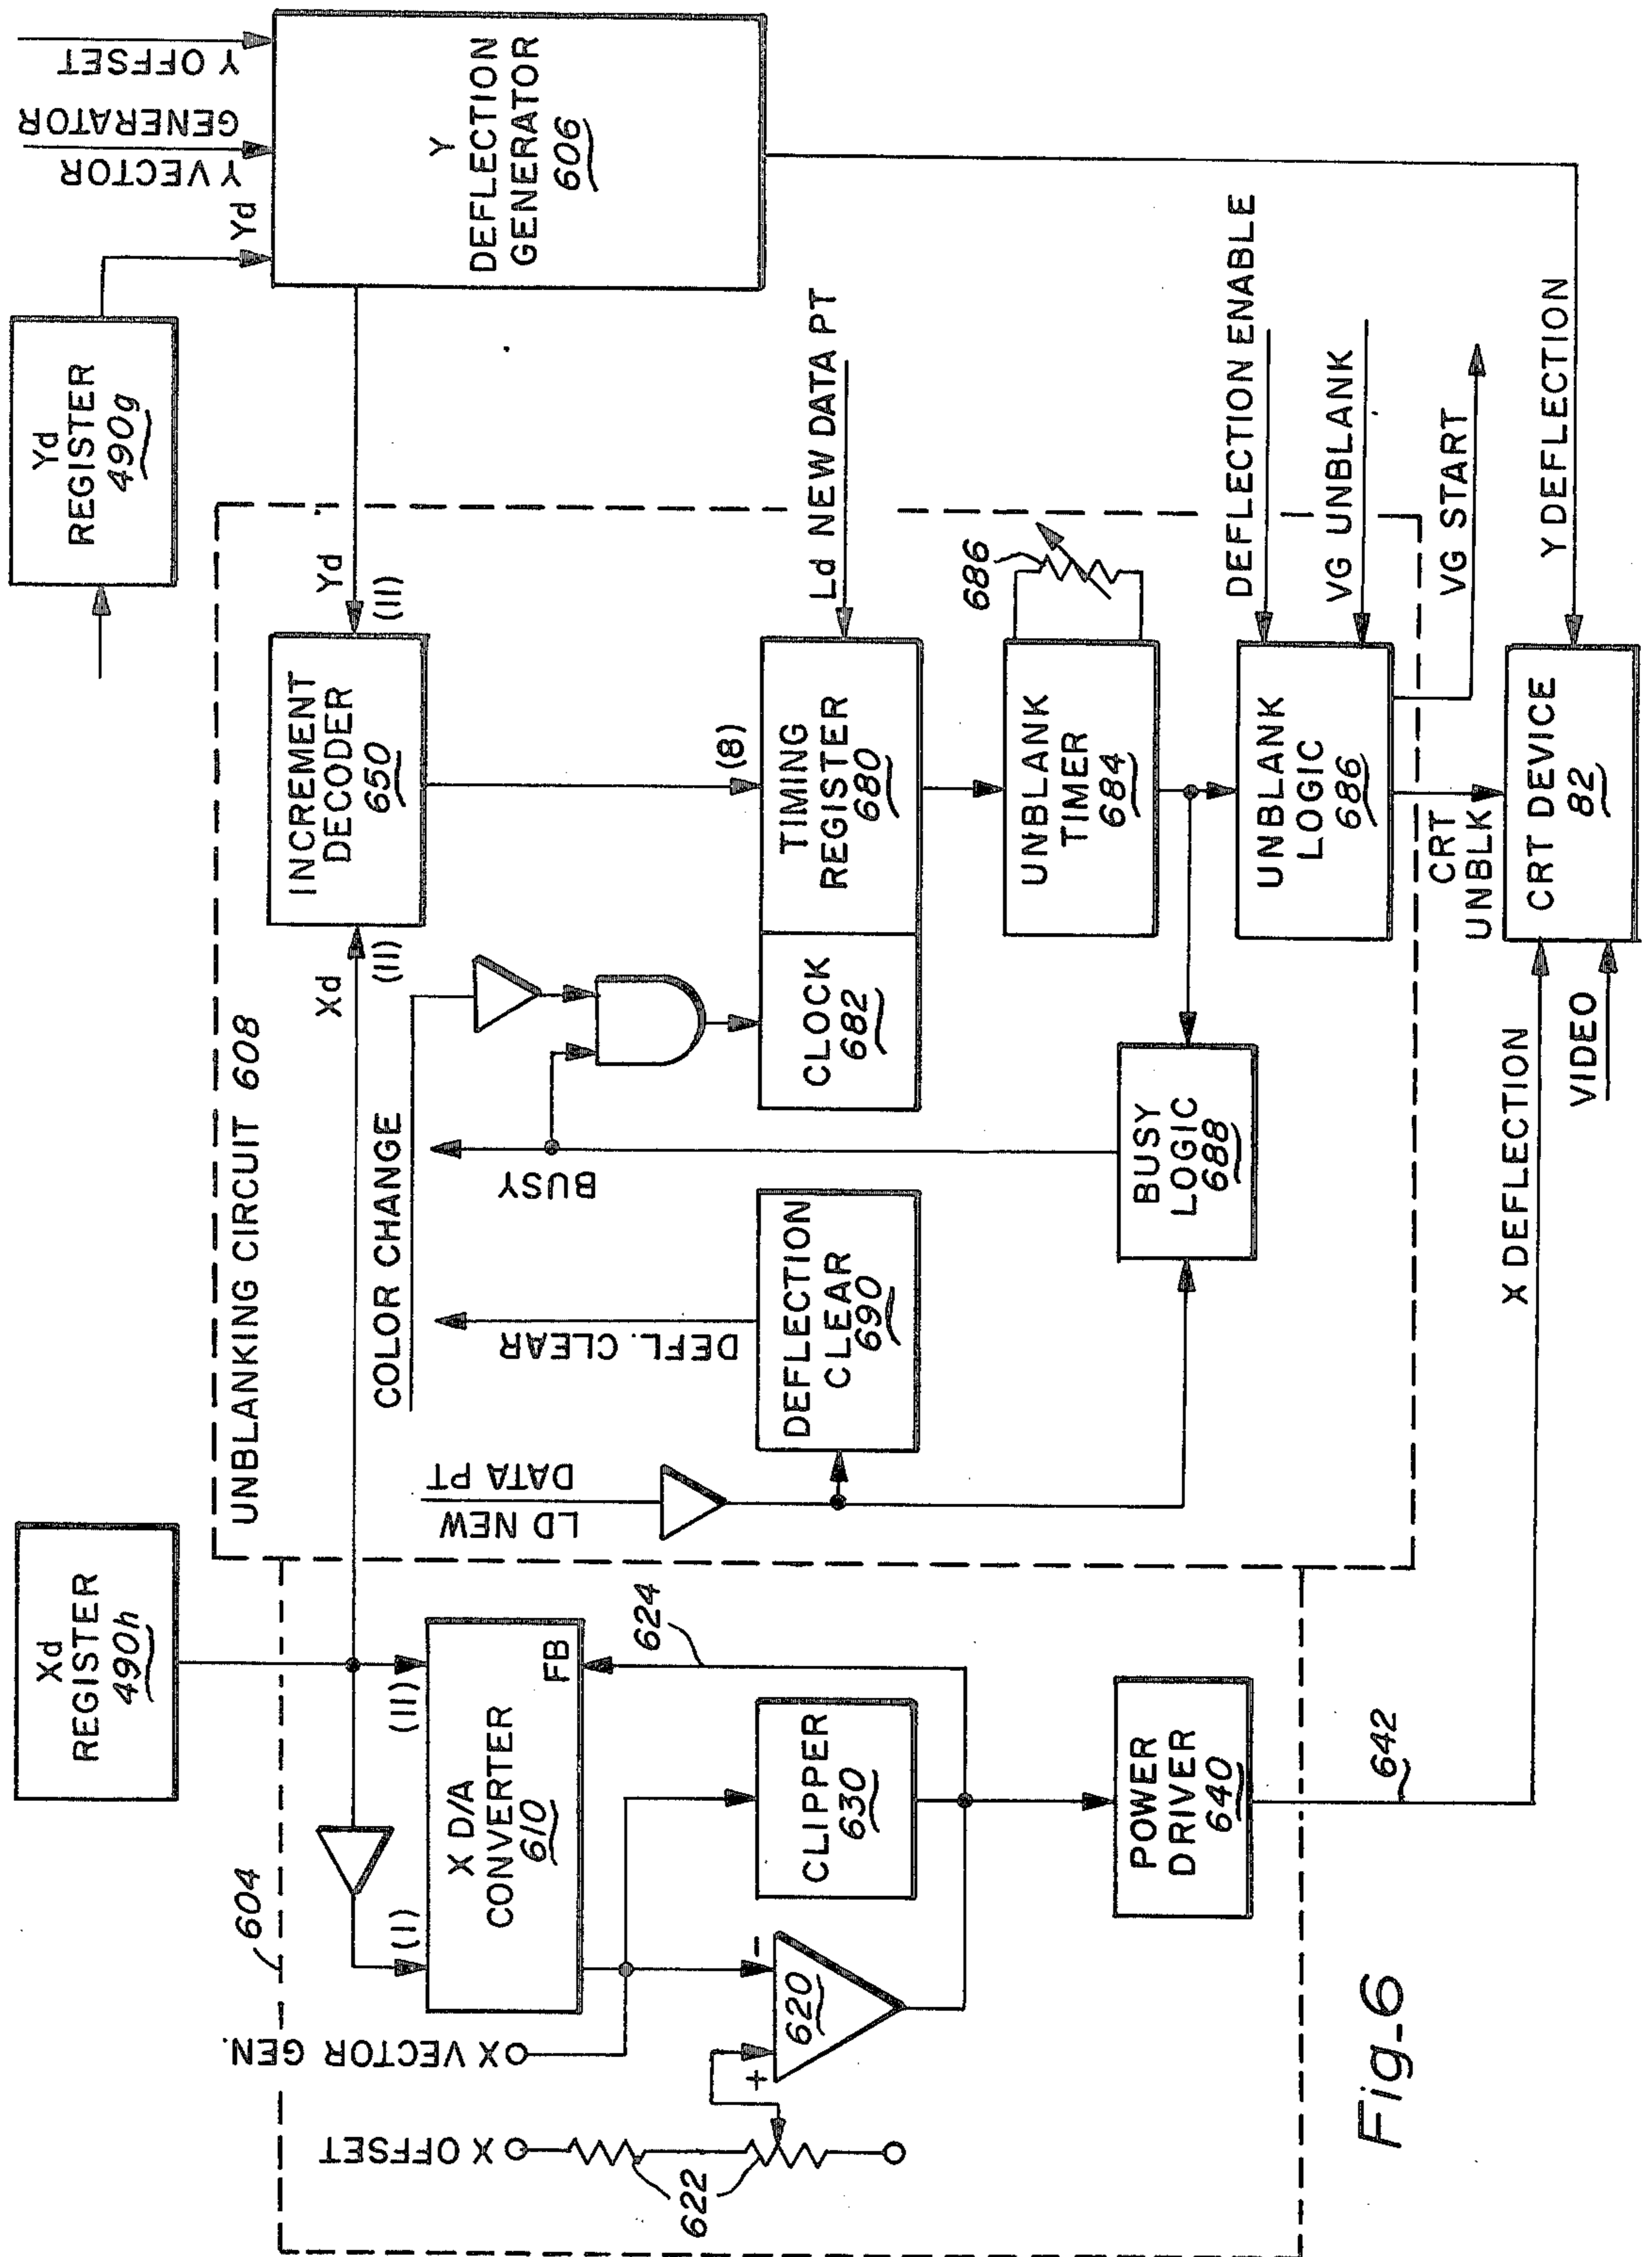 Xd
REGISTER
490h
Yd
REGISTER
490g
604
UNBLANKING CIRCUIT 608
Y VECTOR
GENERATOR
Y OFFSET
Yd
Y
DEFLECTION
GENERATOR
606
X OFFSET
X VECTOR GEN.
(1)
(11)
X D/A
CONVERTER
610
FB
624
622
+
-
620
CLIPPER
630
POWER
DRIVER
640
642
COLOR CHANGE
Xd
(11)
INCREMENT
DECODER
650
Yd
(11)
LD NEW
DATA PT
DEFL. CLEAR
DEFLECTION
CLEAR
690
BUSY
CLOCK
682
(8)
TIMING
REGISTER
680
Ld NEW DATA PT
UNBLANK
TIMER
684
686
BUSY
LOGIC
688
UNBLANK
LOGIC
686
DEFLECTION ENABLE
VG UNBLANK
VG START
CRT
UNBLK
X DEFLECTION
VIDEO
CRT DEVICE
82
Y DEFLECTION
Fig-6